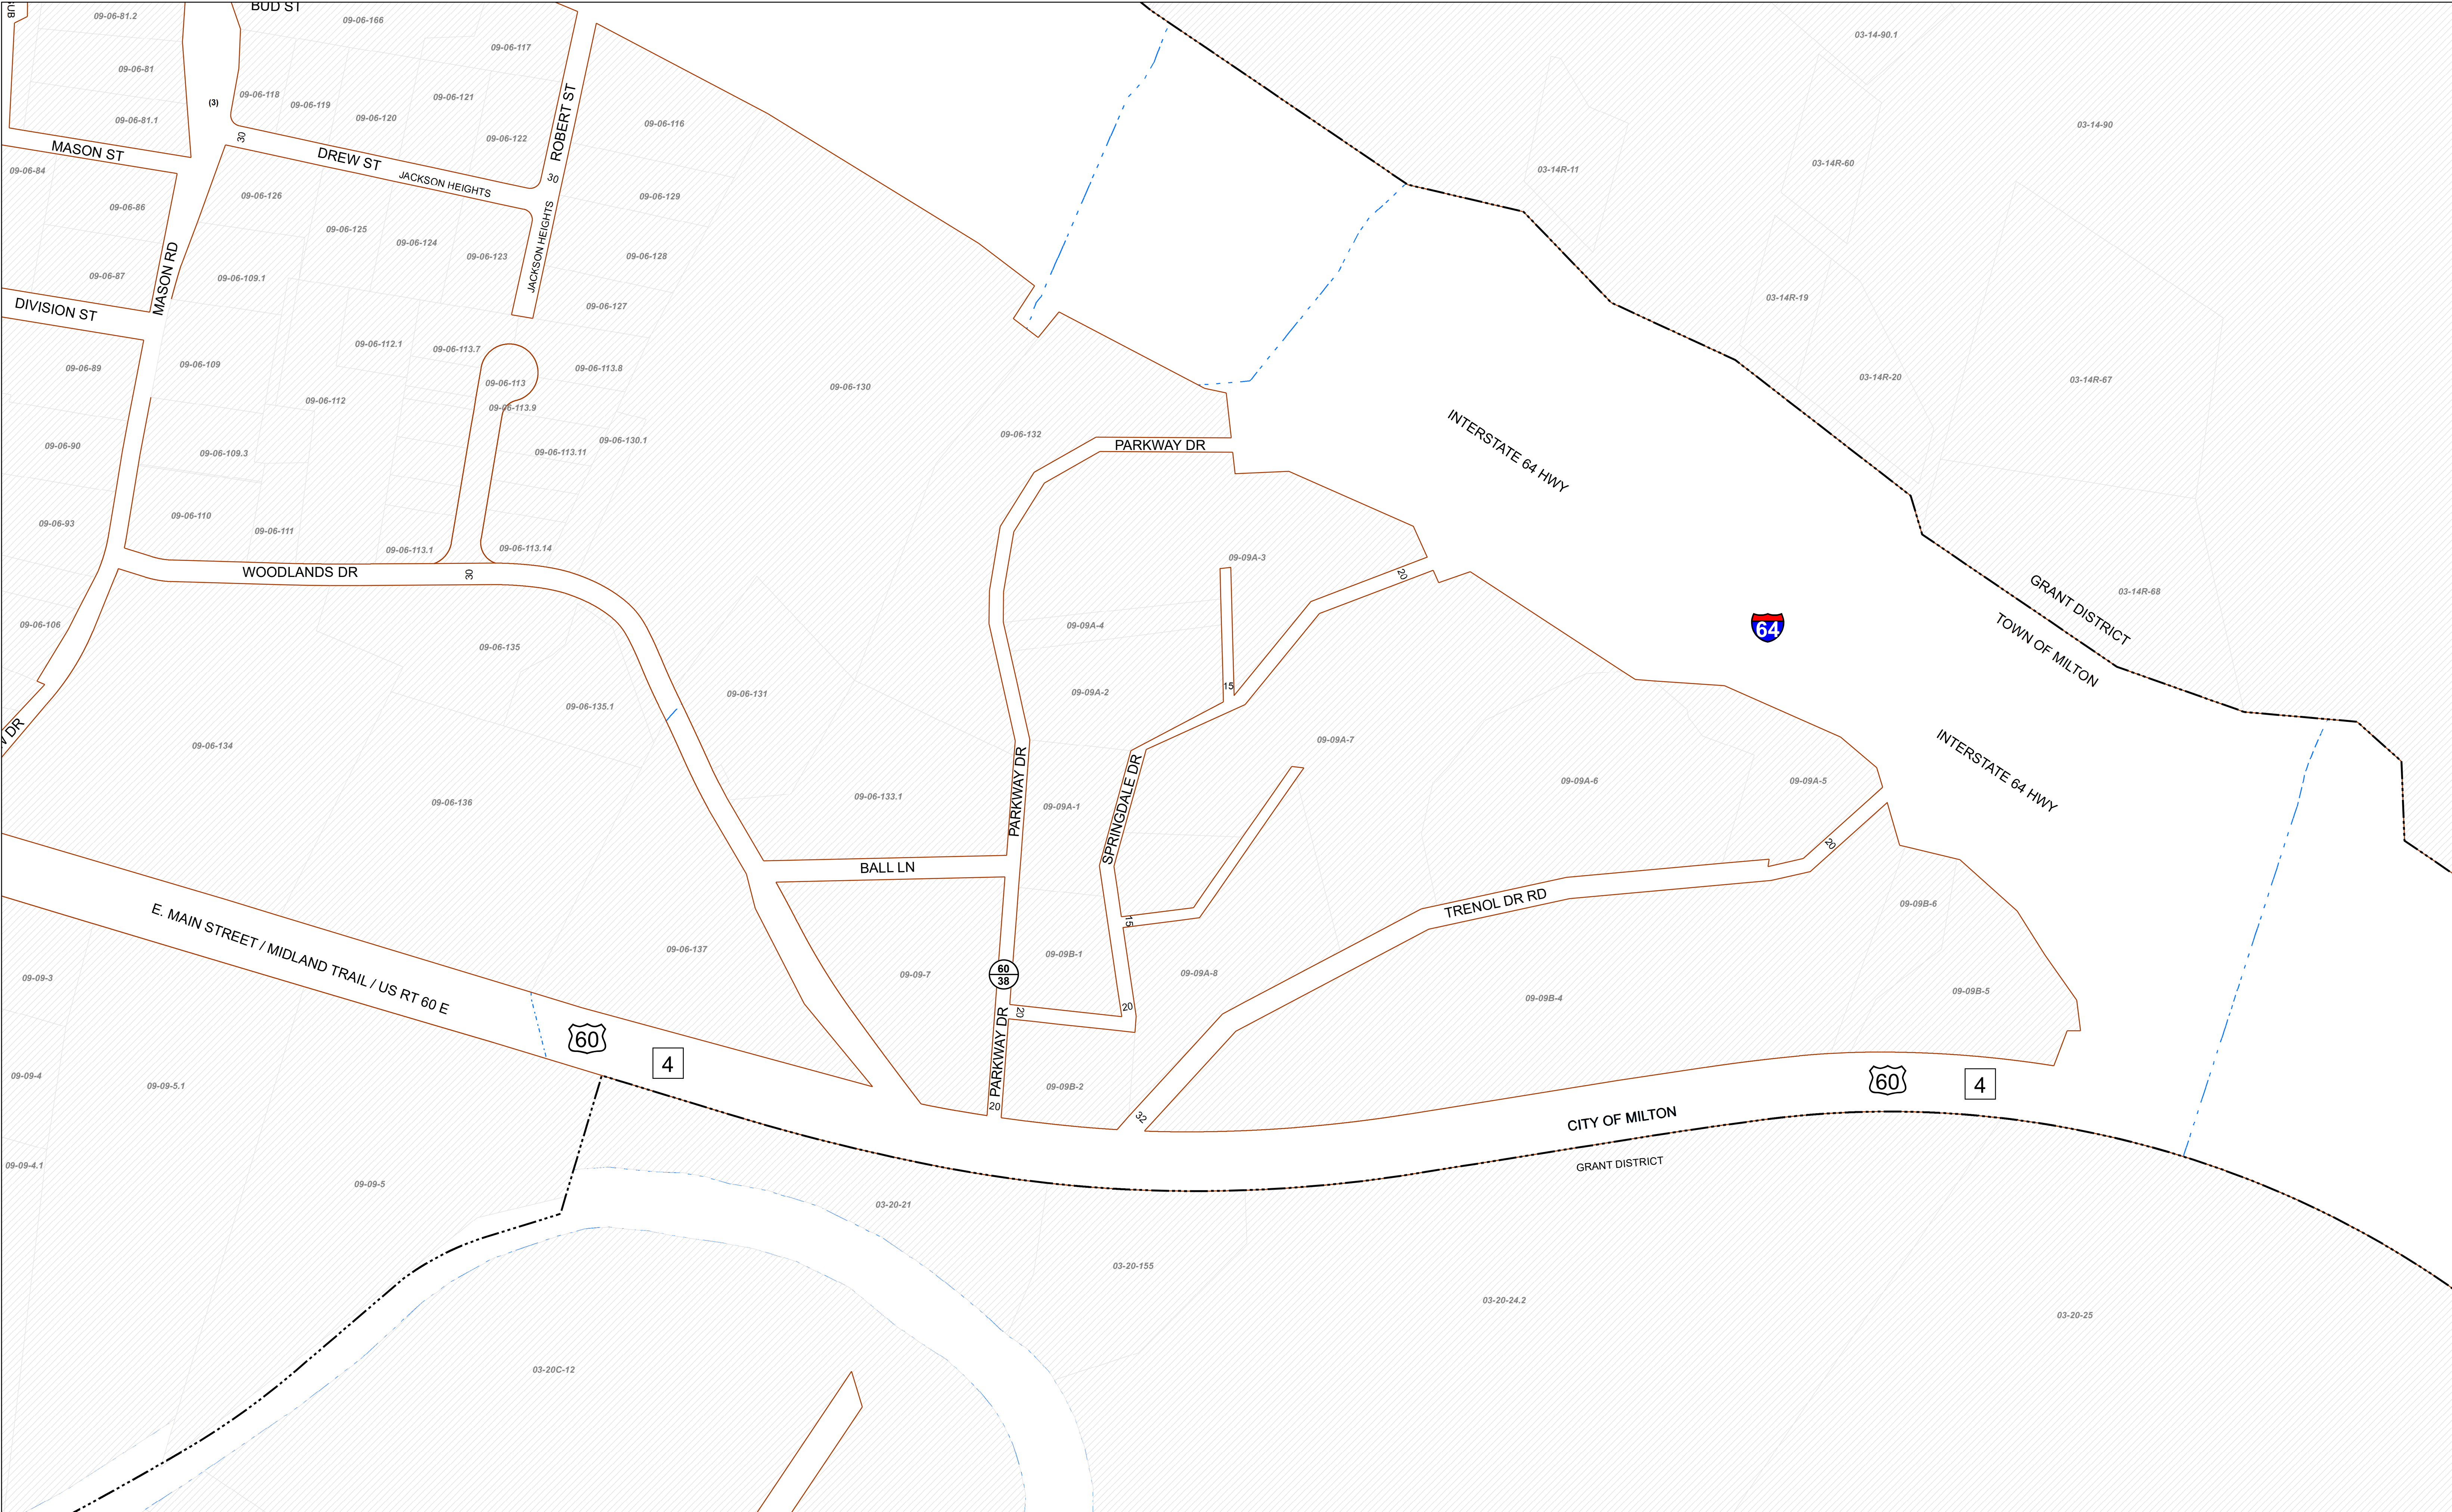 SUB
BUD ST
09-06-81.2
09-06-166
03-14-90.1
09-06-117
09-06-81
09-06-118
09-06-119
09-06-121
(3)
09-06-120
09-06-81.1
09-06-116
03-14-90
30
ROBERT ST
09-06-122
MASON ST
DREW ST
03-14R-60
03-14R-11
09-06-84
JACKSON HEIGHTS
30
09-06-126
09-06-129
09-06-86
09-06-125
09-06-124
JACKSON HEIGHTS
09-06-123
09-06-128
MASON RD
09-06-87
09-06-109.1
03-14R-19
09-06-127
DIVISION ST
09-06-112.1
09-06-113.7
09-06-89
09-06-109
09-06-113.8
03-14R-20
03-14R-67
09-06-113
09-06-130
09-06-112
09-06-113.9
09-06-132
09-06-130.1
PARKWAY DR
INTERSTATE 64 HWY
09-06-90
09-06-109.3
09-06-113.11
09-06-110
09-06-93
09-06-111
09-06-113.1
09-06-113.14
09-09A-3
WOODLANDS DR
30
20
03-14R-68
GRANT DISTRICT
09-06-106
09-09A-4
64
TOWN OF MILTON
09-06-135
15
09-06-131
09-09A-2
09-06-135.1
W DR
09-06-134
09-09A-7
INTERSTATE 64 HWY
PARKWAY DR
09-09A-6
09-09A-5
09-06-136
09-06-133.1
09-09A-1
SPRINGDALE DR
20
BALL LN
TRENOL DR RD
09-09B-6
E. MAIN STREET / MIDLAND TRAIL / US RT 60 E
15
09-06-137
09-09B-1
09-09-3
09-09-7
60
38
09-09A-8
09-09B-5
09-09B-4
20
20
60
4
PARKWAY DR
09-09-4
09-09-5.1
09-09B-2
60
4
20
32
CITY OF MILTON
09-09-4.1
GRANT DISTRICT
09-09-5
03-20-21
03-20-155
03-20-24.2
03-20-25
03-20C-12